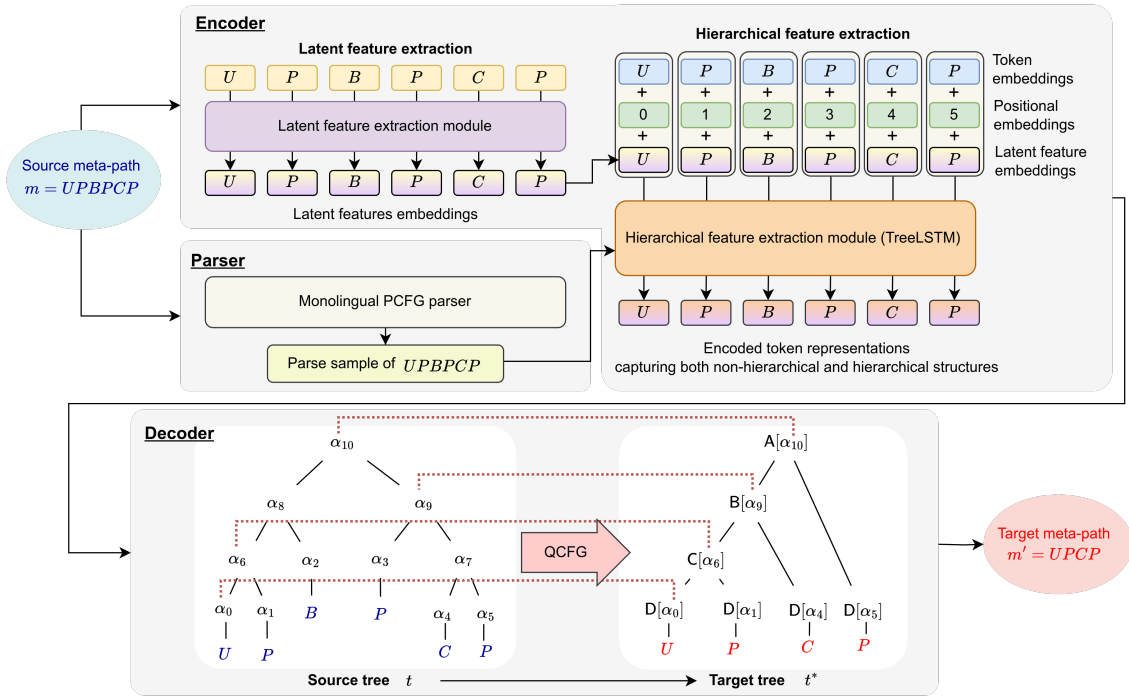 Encoder
Latent feature extraction
U P B P C P
Latent feature extraction module
U P B P C P
Latent features embeddings
Hierarchical feature extraction
U P B P C P
Token
embeddings
+ + + + + +
0 1 2 3 4 5
Positional
embeddings
+ + + + + +
U P B P C P
Latent feature
embeddings
Hierarchical feature extraction module (TreeLSTM)
U P B P C P
Encoded token representations
capturing both non-hierarchical and hierarchical structures
Source meta-path
m = UPBPCP
Parser
Monolingual PCFG parser
Parse sample of UPBPCP
Decoder
α10
α8 α9
α6 α2 α3 α7
α0 α1 B P α4 α5
U P C P
Source tree t
QCFG
A[α10]
B[α9]
C[α6]
D[α0] D[α1] D[α4] D[α5]
U P C P
Target tree t*
Target meta-path
m′ = UPCP